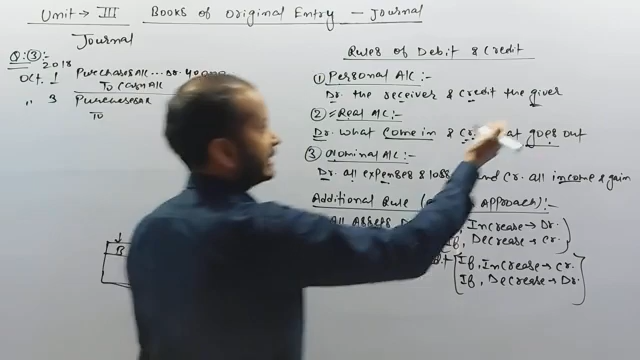 Unit → III Books of Original Entry – Journal
Journal
Q.③
2018
Oct. 1 Purchases A/c... Dr.
To Cash A/c
„ 3 Purchases A/c
To
B
Rules of Debit & Credit
① Personal A/C :-
Dr. the receiver & credit the giver
② = Real A/C :-
Dr. what come in & cr. what goes out
③ Nominal A/C :-
Dr. all expenses & loss and Cr. all income & gain
Additional Rule Approach) :-
All Assets Increase → Dr.
If, Decrease → Cr.
If, Increase → Cr.
If, Decrease → Dr.